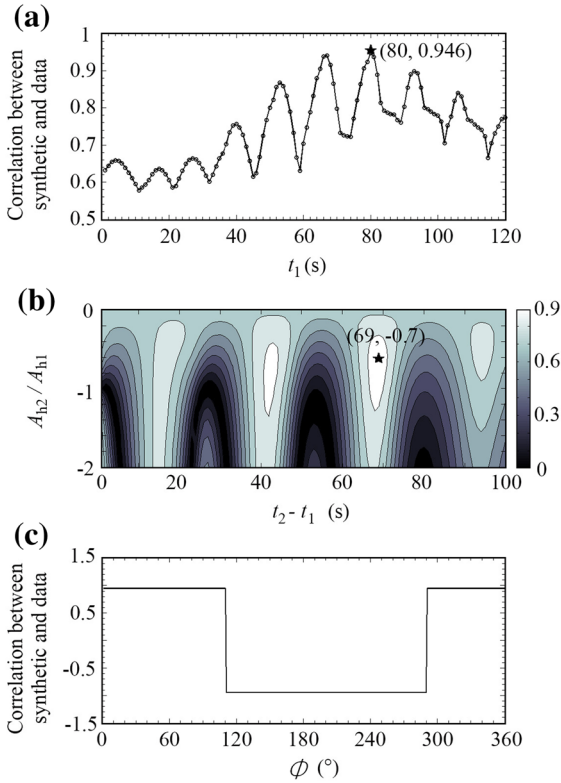 (a)
Correlation between
synthetic and data
1
0.9
0.8
0.7
0.6
0.5
(80, 0.946)
0 20 40 60 80 100 120
t1 (s)
(b)
Ah2 / Ah1
0
-1
-2
(69, -0.7)
0.9
0.6
0.3
0
0 20 40 60 80 100
t2 - t1 (s)
(c)
Correlation between
synthetic and data
1.5
0.5
-0.5
-1.5
0 60 120 180 240 300 360
ϕ (°)